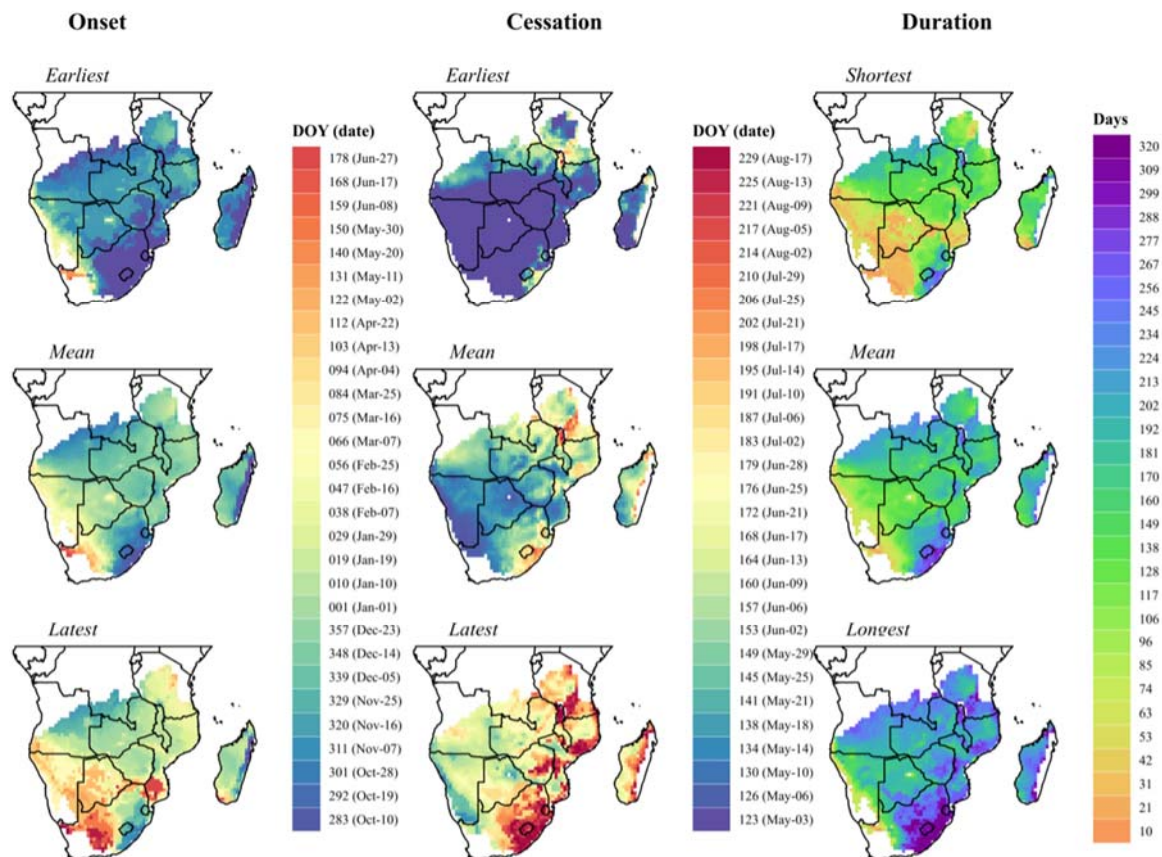 Onset
Cessation
Duration
Earliest
Earliest
Shortest
DOY (date)
178 (Jun-27)
168 (Jun-17)
159 (Jun-08)
150 (May-30)
140 (May-20)
131 (May-11)
122 (May-02)
112 (Apr-22)
103 (Apr-13)
094 (Apr-04)
084 (Mar-25)
075 (Mar-16)
066 (Mar-07)
056 (Feb-25)
047 (Feb-16)
038 (Feb-07)
029 (Jan-29)
019 (Jan-19)
010 (Jan-10)
001 (Jan-01)
357 (Dec-23)
348 (Dec-14)
339 (Dec-05)
329 (Nov-25)
320 (Nov-16)
311 (Nov-07)
301 (Oct-28)
292 (Oct-19)
283 (Oct-10)
DOY (date)
229 (Aug-17)
225 (Aug-13)
221 (Aug-09)
217 (Aug-05)
214 (Aug-02)
210 (Jul-29)
206 (Jul-25)
202 (Jul-21)
198 (Jul-17)
195 (Jul-14)
191 (Jul-10)
187 (Jul-06)
183 (Jul-02)
179 (Jun-28)
176 (Jun-25)
172 (Jun-21)
168 (Jun-17)
164 (Jun-13)
160 (Jun-09)
157 (Jun-06)
153 (Jun-02)
149 (May-29)
145 (May-25)
141 (May-21)
138 (May-18)
134 (May-14)
130 (May-10)
126 (May-06)
123 (May-03)
Days
320
309
299
288
277
267
256
245
234
224
213
202
192
181
170
160
149
138
128
117
106
96
85
74
63
53
42
31
21
10
Mean
Mean
Mean
Latest
Latest
Longest